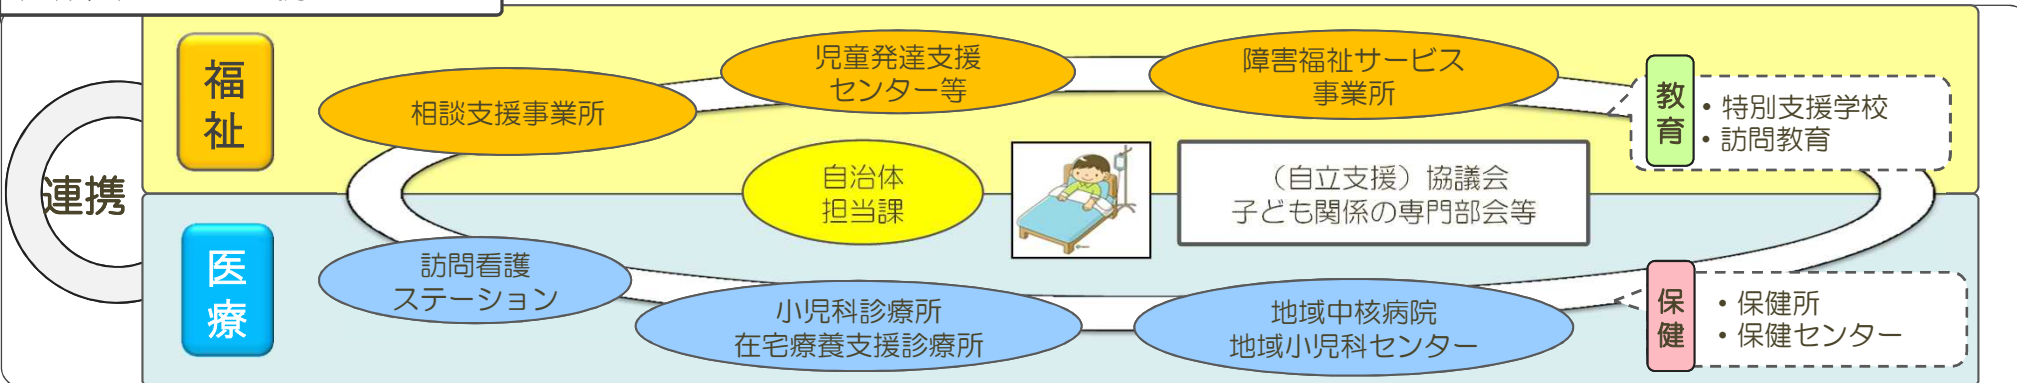 連携
福祉
相談支援事業所
児童発達支援
センター等
障害福祉サービス
事業所
教育
・特別支援学校
・訪問教育
自治体
担当課
（自立支援）協議会
子ども関係の専門部会等
医療
訪問看護
ステーション
小児科診療所
在宅療養支援診療所
地域中核病院
地域小児科センター
保健
・保健所
・保健センター